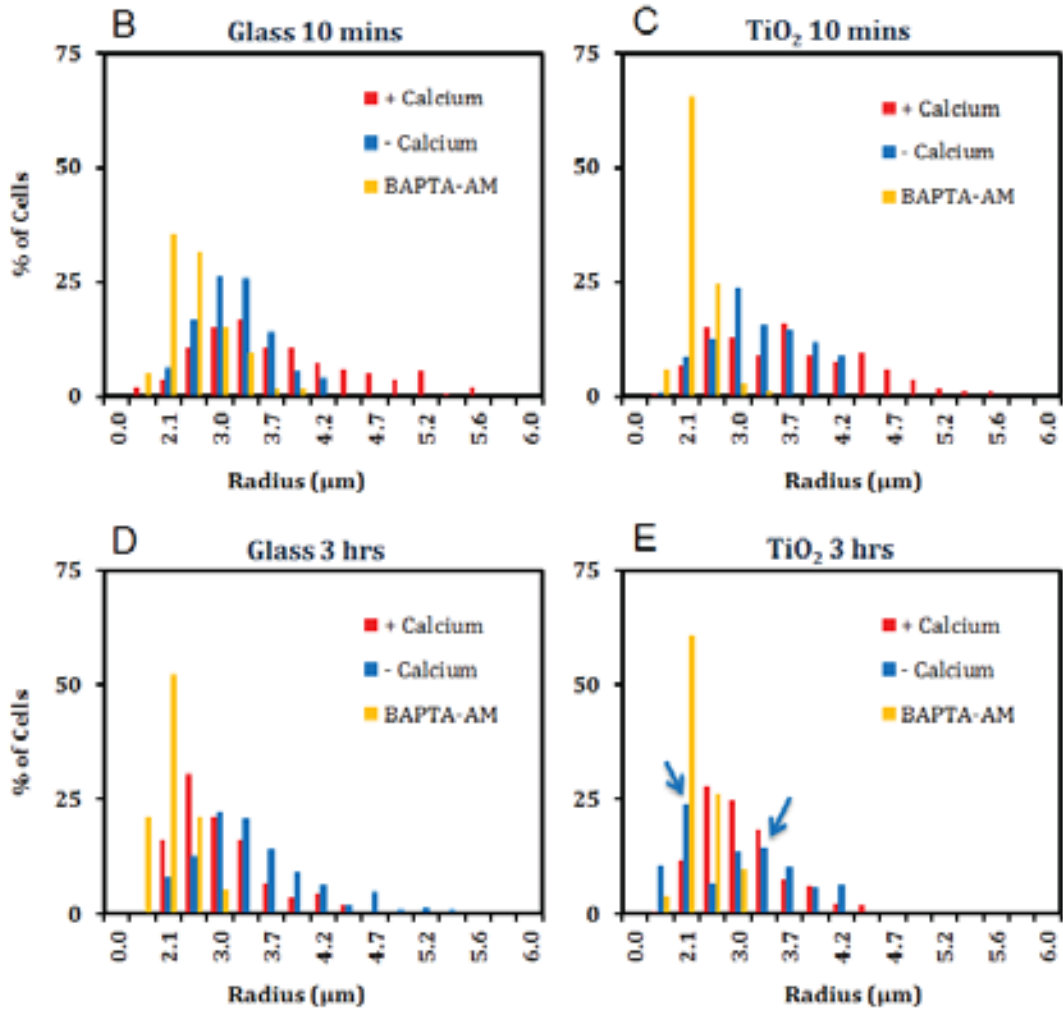 B
Glass 10 mins
75
50
25
0
% of Cells
+ Calcium
- Calcium
BAPTA-AM
0.0 2.1 3.0 3.7 4.2 4.7 5.2 5.6 6.0
Radius (μm)
C
TiO₂ 10 mins
75
50
25
0
+ Calcium
- Calcium
BAPTA-AM
0.0 2.1 3.0 3.7 4.2 4.7 5.2 5.6 6.0
Radius (μm)
D
Glass 3 hrs
75
50
25
0
% of Cells
+ Calcium
- Calcium
BAPTA-AM
0.0 2.1 3.0 3.7 4.2 4.7 5.2 5.6 6.0
Radius (μm)
E
TiO₂ 3 hrs
75
50
25
0
+ Calcium
- Calcium
BAPTA-AM
0.0 2.1 3.0 3.7 4.2 4.7 5.2 5.6 6.0
Radius (μm)